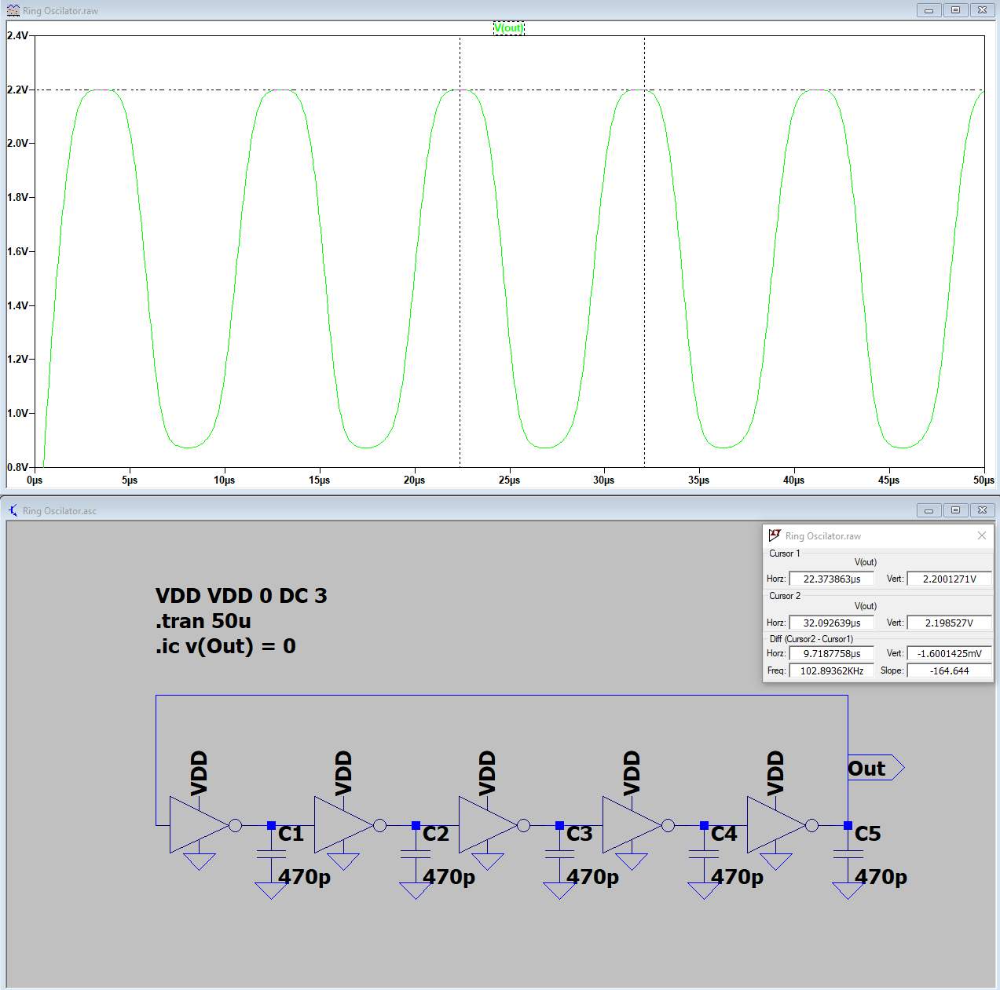 Ring Oscilator.raw
V(out)
2.4V
2.2V
2.0V
1.8V
1.6V
1.4V
1.2V
1.0V
0.8V
0µs 5µs 10µs 15µs 20µs 25µs 30µs 35µs 40µs 45µs 50µs
Ring Oscilator.asc
Ring Oscilator.raw
Cursor 1
V(out)
Horz: 22.373863µs Vert: 2.2001271V
Cursor 2
V(out)
Horz: 32.092639µs Vert: 2.198527V
Diff (Cursor2 - Cursor1)
Horz: 9.7187758µs Vert: -1.6001425mV
Freq: 102.89362KHz Slope: -164.644
VDD VDD 0 DC 3
.tran 50u
.ic v(Out) = 0
VDD VDD VDD VDD VDD
Out
C1 C2 C3 C4 C5
470p 470p 470p 470p 470p